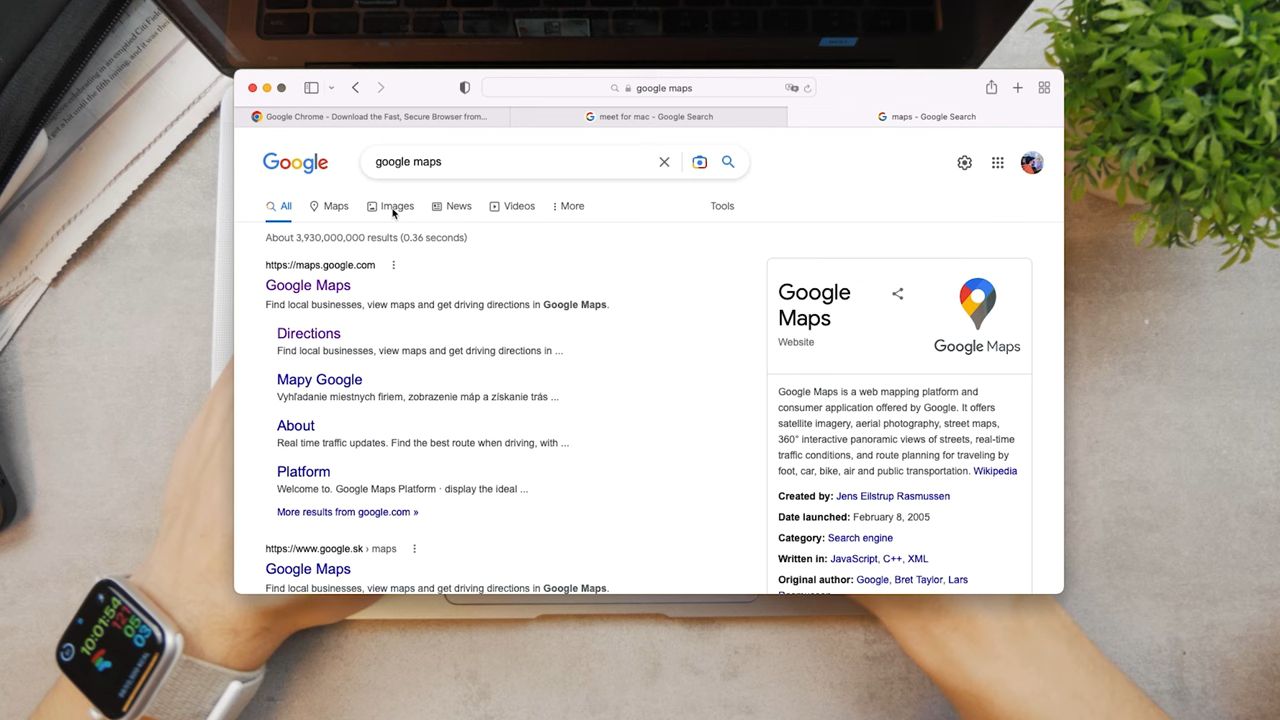 google maps
Google Chrome - Download the Fast, Secure Browser from...
meet for mac - Google Search
maps - Google Search
Google
google maps
All
Maps
Images
News
Videos
More
Tools
About 3,930,000,000 results (0.36 seconds)
https://maps.google.com
Google Maps
Find local businesses, view maps and get driving directions in Google Maps.
Directions
Find local businesses, view maps and get driving directions in ...
Mapy Google
Vyhľadanie miestnych firiem, zobrazenie máp a získanie trás ...
About
Real time traffic updates. Find the best route when driving, with ...
Platform
Welcome to. Google Maps Platform · display the ideal ...
More results from google.com »
https://www.google.sk › maps
Google Maps
Find local businesses, view maps and get driving directions in Google Maps.
Google
Maps
Website
Google Maps
Google Maps is a web mapping platform and
consumer application offered by Google. It offers
satellite imagery, aerial photography, street maps,
360° interactive panoramic views of streets, real-time
traffic conditions, and route planning for traveling by
foot, car, bike, air and public transportation. Wikipedia
Created by: Jens Eilstrup Rasmussen
Date launched: February 8, 2005
Category: Search engine
Written in: JavaScript, C++, XML
Original author: Google, Bret Taylor, Lars
10:01:54